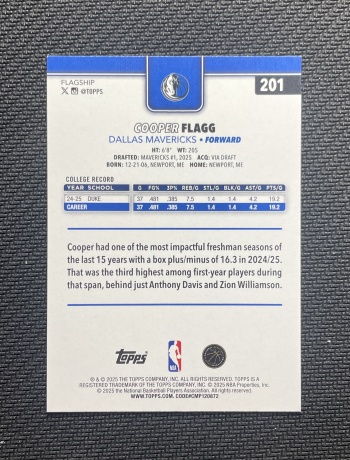 FLAGSHIP
@TOPPS
201
COOPER FLAGG
DALLAS MAVERICKS • FORWARD
HT: 6'8" WT: 205
DRAFTED: MAVERICKS #1, 2025 ACQ: VIA DRAFT
BORN: 12-21-06, NEWPORT, ME HOME: NEWPORT, ME
COLLEGE RECORD
YEAR SCHOOL G FG% 3P% REB/G STL/G BLK/G AST/G PTS/G
24-25 DUKE 37 .481 .385 7.5 1.4 1.4 4.2 19.2
CAREER 37 .481 .385 7.5 1.4 1.4 4.2 19.2
Cooper had one of the most impactful freshman seasons of
the last 15 years with a box plus/minus of 16.3 in 2024/25.
That was the third highest among first-year players during
that span, behind just Anthony Davis and Zion Williamson.
Topps
NBA
® & © 2025 THE TOPPS COMPANY, INC. ALL RIGHTS RESERVED. TOPPS IS A
REGISTERED TRADEMARK OF THE TOPPS COMPANY, INC. © 2025 NBA Properties, Inc.
© 2025 the National Basketball Players Association. All rights reserved.
WWW.TOPPS.COM. CODE#CMP120872